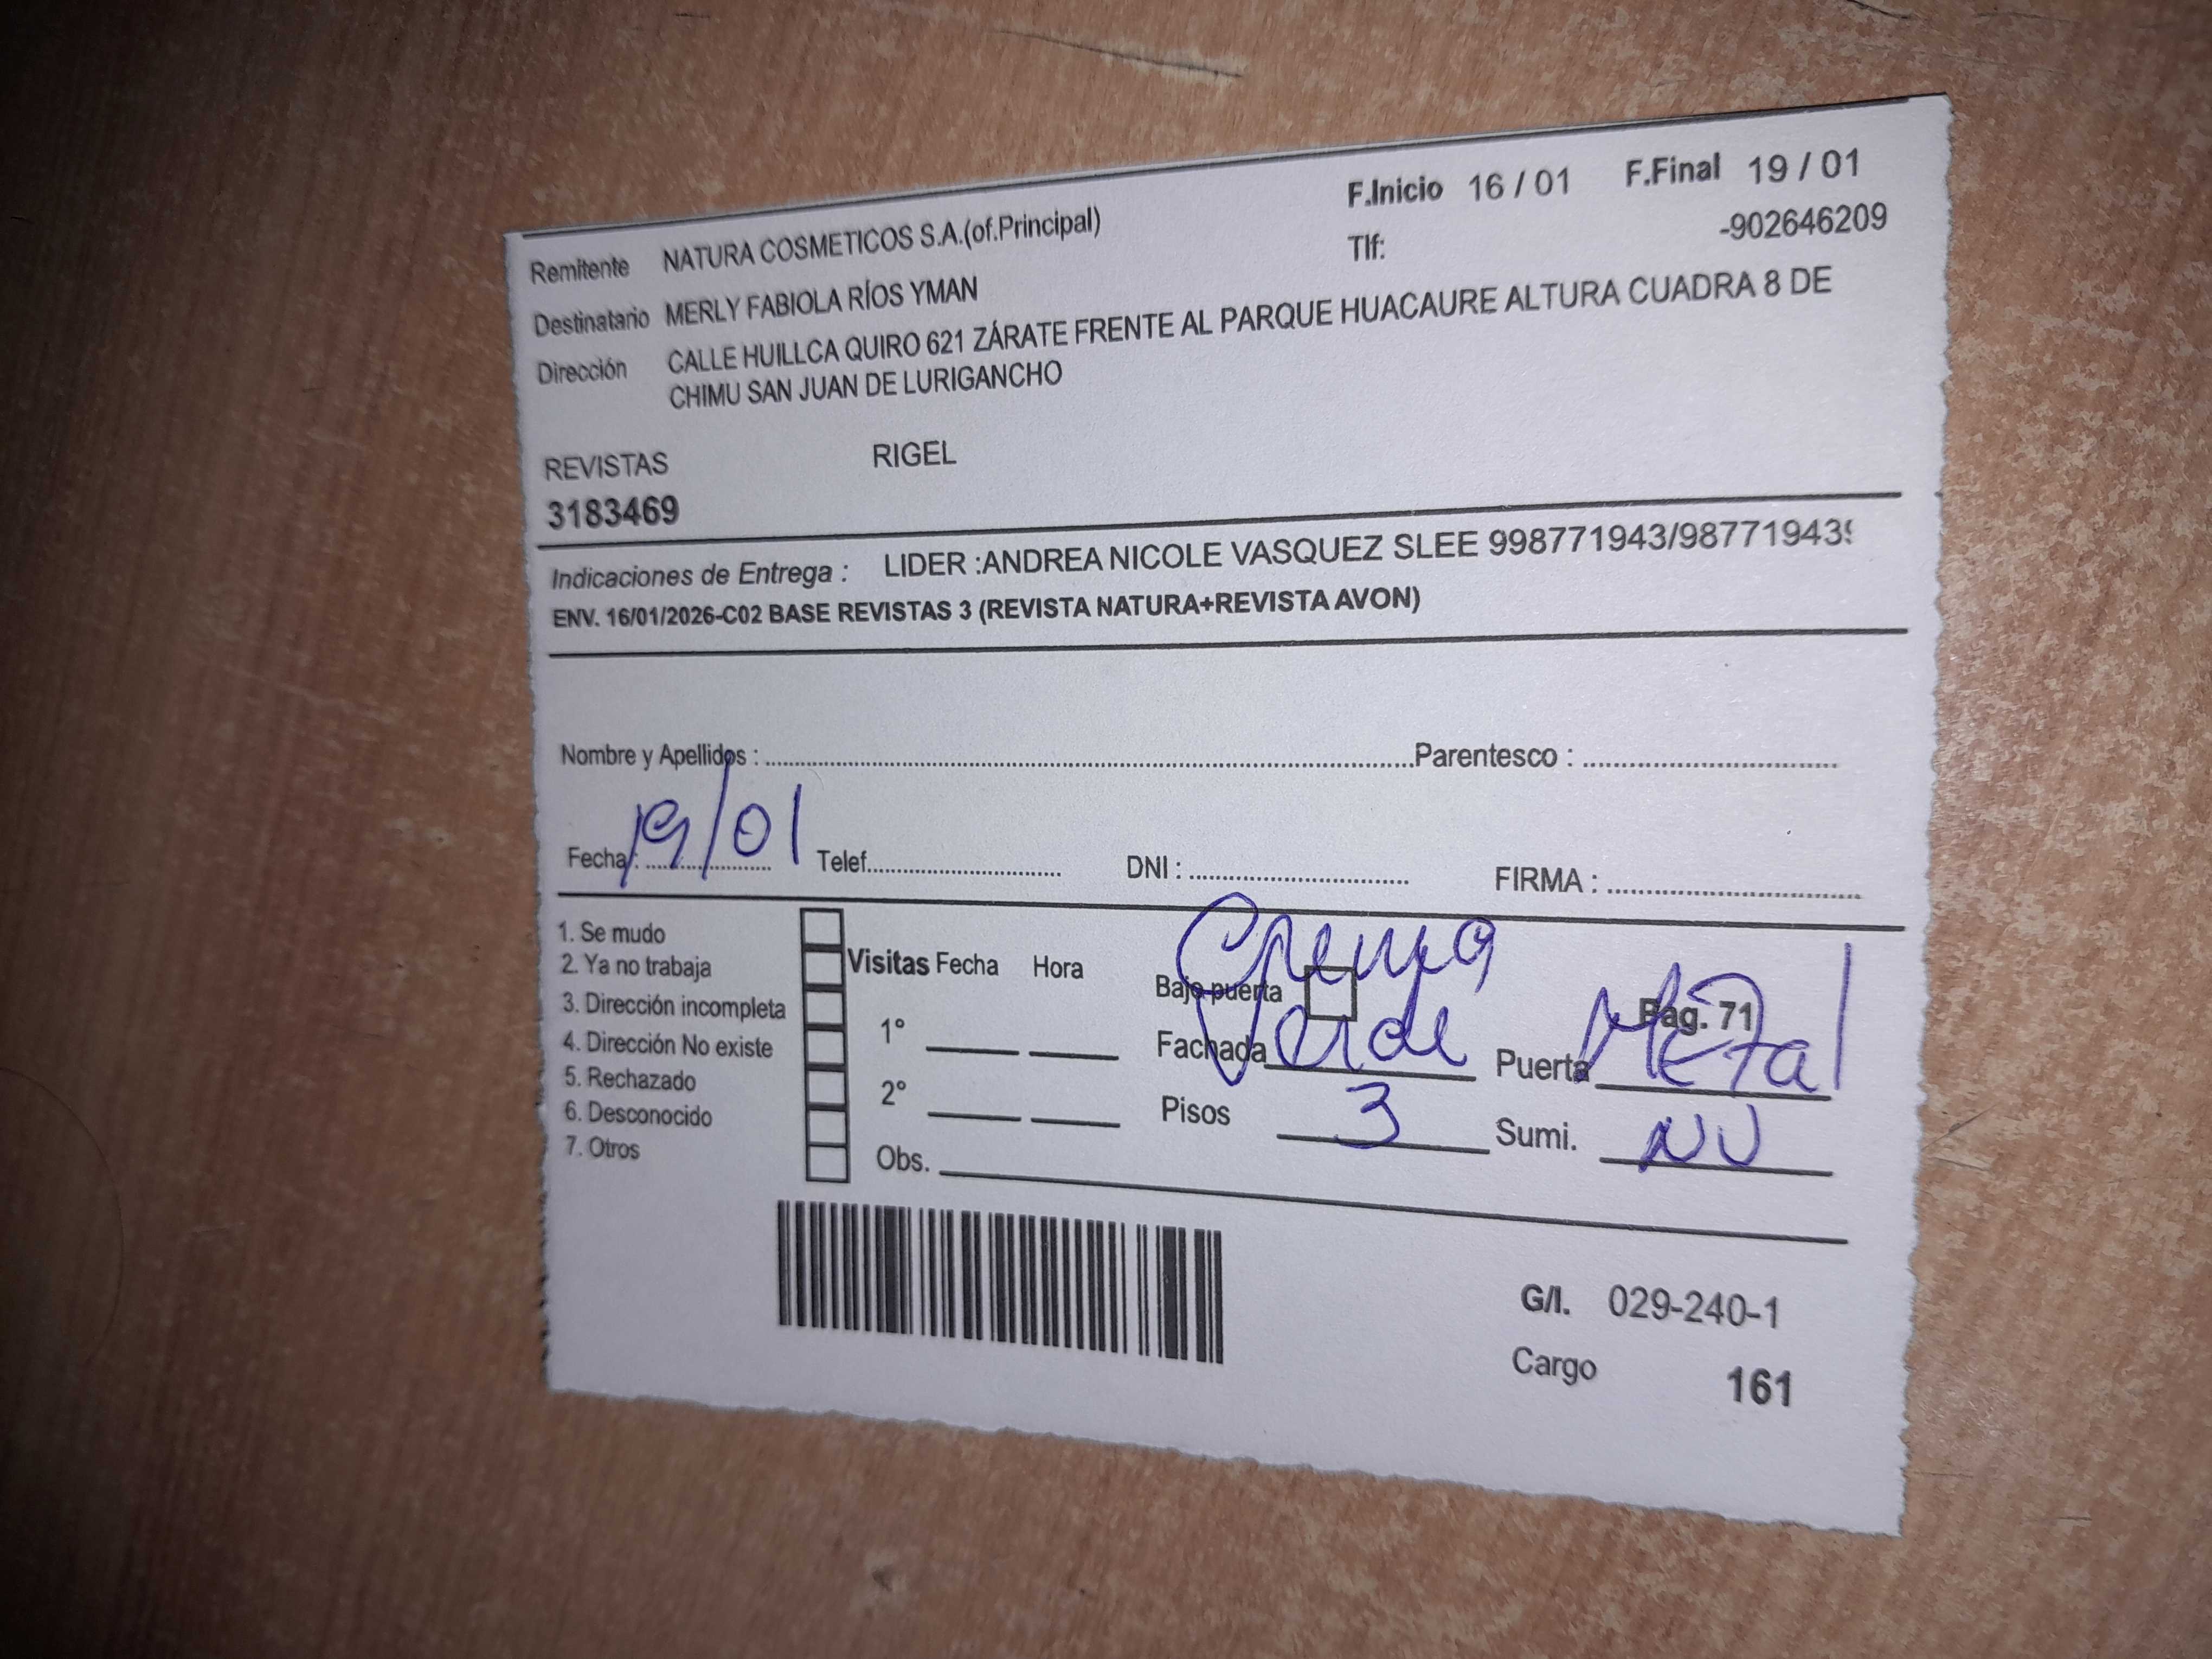 F.Inicio 16 / 01 F.Final 19 / 01
Remitente NATURA COSMETICOS S.A.(of.Principal) Tlf: -902646209
Destinatario MERLY FABIOLA RÍOS YMAN
Dirección CALLE HUILLCA QUIRO 621 ZÁRATE FRENTE AL PARQUE HUACAURE ALTURA CUADRA 8 DE
CHIMU SAN JUAN DE LURIGANCHO
REVISTAS RIGEL
3183469
Indicaciones de Entrega : LIDER :ANDREA NICOLE VASQUEZ SLEE 998771943/98771943
ENV. 16/01/2026-C02 BASE REVISTAS 3 (REVISTA NATURA+REVISTA AVON)
Nombre y Apellidos : Parentesco :
Fecha : 19/01 Telef. DNI : FIRMA :
1. Se mudo
2. Ya no trabaja
3. Dirección incompleta
4. Dirección No existe
5. Rechazado
6. Desconocido
7. Otros
Visitas Fecha Hora
1°
2°
Obs.
Crema
Bajo puerta Pag. 71
Fachada Verde Puerta Metal
Pisos 3 Sumi.
G/I. 029-240-1
Cargo 161